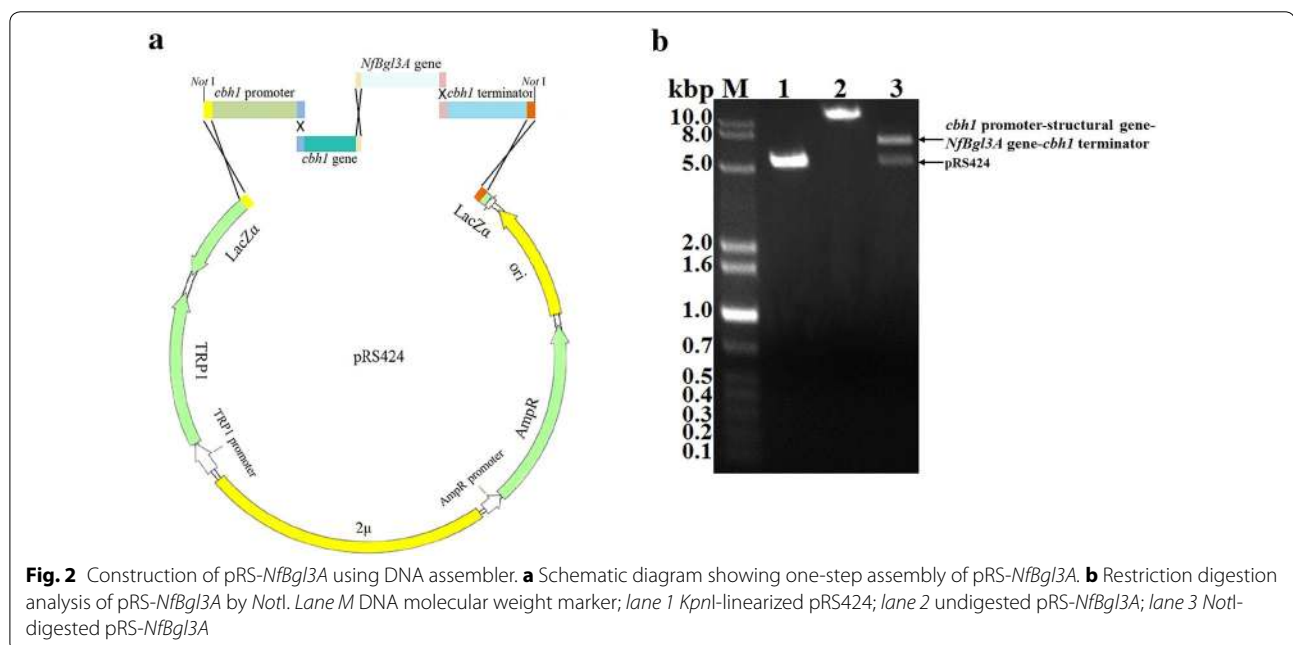 a
NfBgl3A gene
Not I
cbh1 promoter
X
cbh1 gene
X
cbh1 terminator
Not I
LacZα
LacZα
ori
TRP1
pRS424
AmpR
TRP1 promoter
AmpR promoter
2μ
b
kbp M 1 2 3
10.0
8.0
5.0
2.0
1.6
1.0
0.7
0.5
0.4
0.3
0.2
0.1
cbh1 promoter-structural gene-
NfBgl3A gene-cbh1 terminator
pRS424
Fig. 2 Construction of pRS-NfBgl3A using DNA assembler. a Schematic diagram showing one-step assembly of pRS-NfBgl3A. b Restriction digestion
analysis of pRS-NfBgl3A by NotI. Lane M DNA molecular weight marker; lane 1 KpnI-linearized pRS424; lane 2 undigested pRS-NfBgl3A; lane 3 NotI-
digested pRS-NfBgl3A